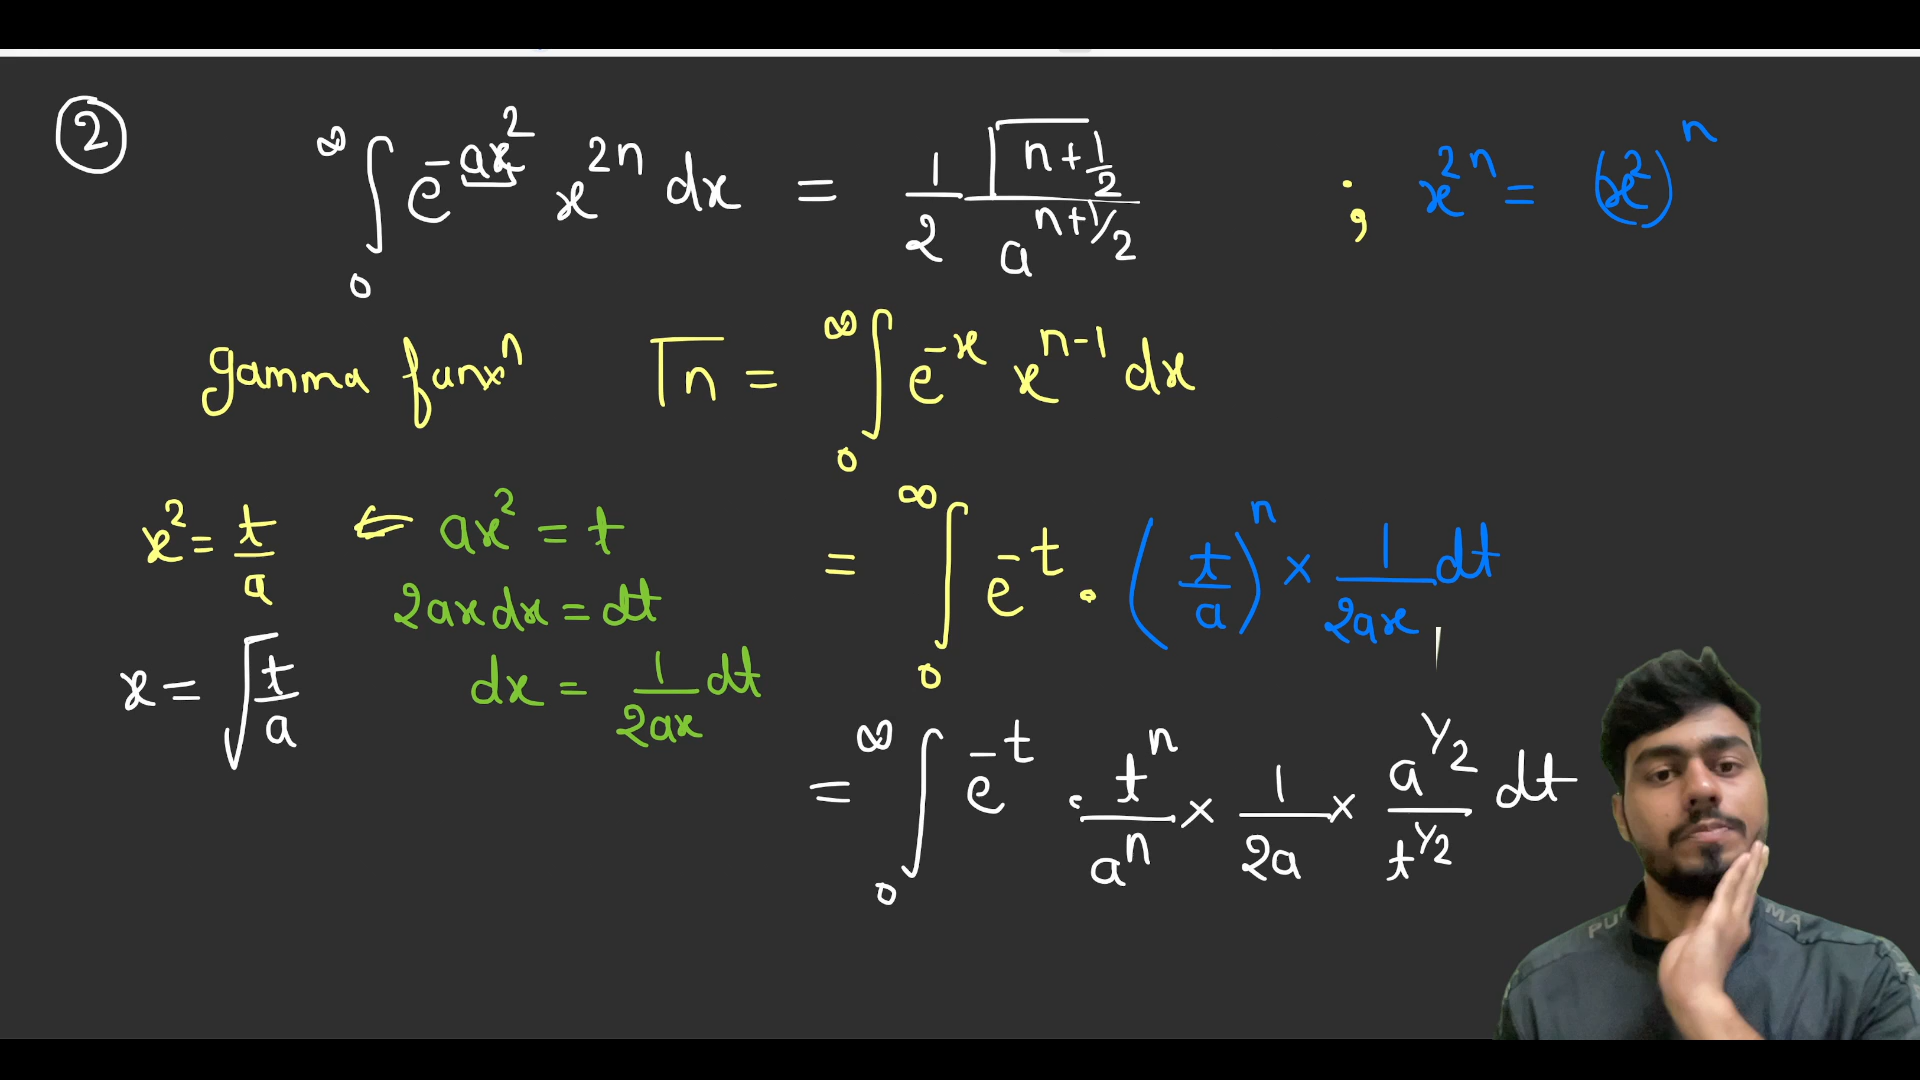 ②
∫₀^∞ e^{-ax²} x^{2n} dx = 1/2 Γ(n+1/2) / a^{n+1/2} ; x^{2n} = (x²)^n
gamma funxⁿ Γn = ∫₀^∞ e^{-x} x^{n-1} dx
x² = t/a ⇐ ax² = t
= ∫₀^∞ e^{-t} · (t/a)^n × 1/2ax dt
2ax dx = dt
x = √(t/a) dx = 1/2ax dt
= ∫₀^∞ e^{-t} · t^n/a^n × 1/2a × a^{1/2}/t^{1/2} dt
PU MA